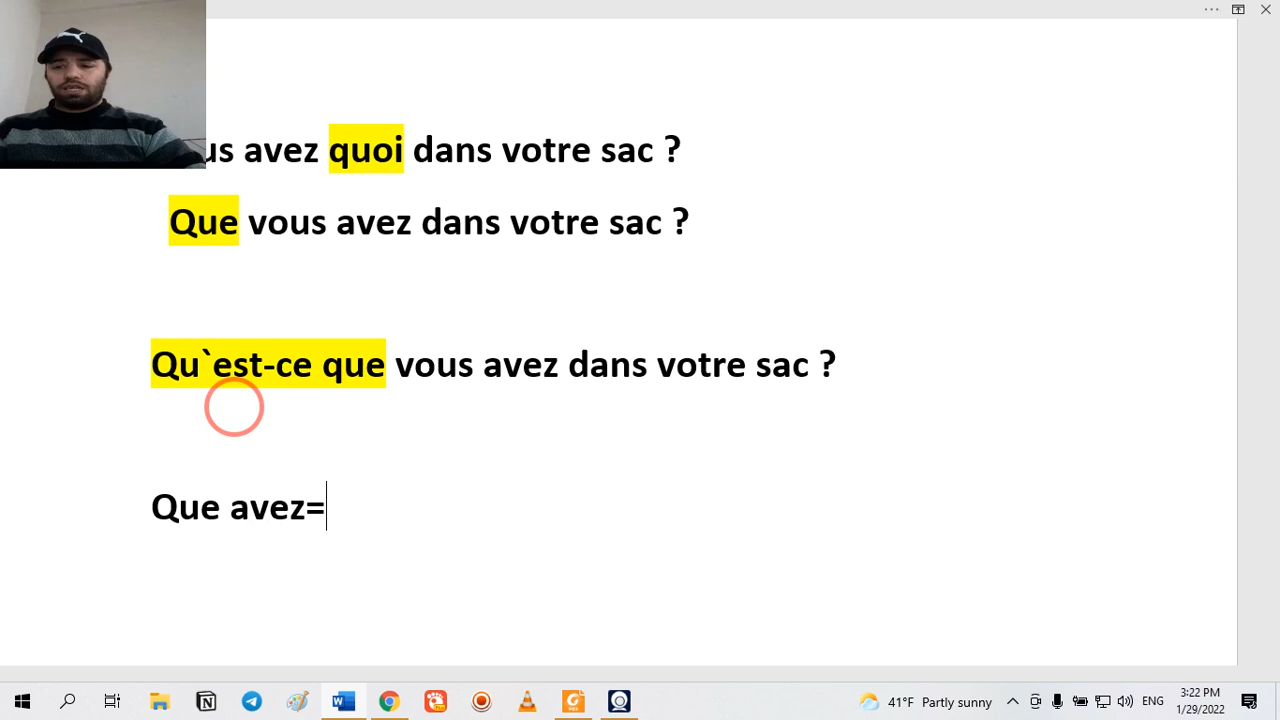 avez quoi dans votre sac ?
Que vous avez dans votre sac ?
Qu`est-ce que vous avez dans votre sac ?
Que avez=
41°F Partly sunny
ENG
3:22 PM
1/29/2022